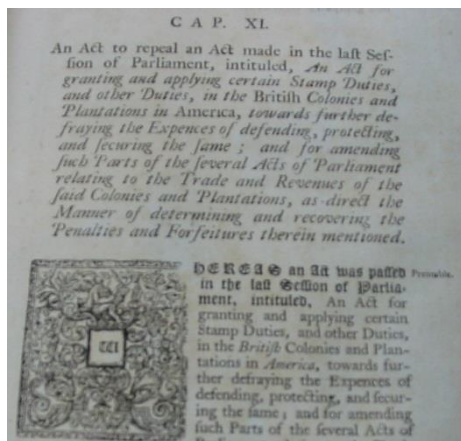 CAP. XI.
An Act to repeal an Act made in the laſt Seſ-
ſion of Parliament, intituled, An Act for
granting and applying certain Stamp Duties,
and other Duties, in the Britiſh Colonies and
Plantations in America, towards further de-
fraying the Expences of defending, protecting,
and ſecuring the ſame; and for amending
ſuch Parts of the ſeveral Acts of Parliament
relating to the Trade and Revenues of the
ſaid Colonies and Plantations, as direct the
Manner of determining and recovering the
Penalties and Forfeitures therein mentioned.
HEREAS an Act was paſſed Preamble.
in the laſt Seſſion of Parlia-
ment, intituled, An Act for
granting and applying certain
Stamp Duties, and other Duties,
in the Britiſh Colonies and Plan-
tations in America, towards fur-
ther defraying the Expences of
defending, protecting, and ſecur-
ing the ſame; and for amending
ſuch Parts of the ſeveral Acts of